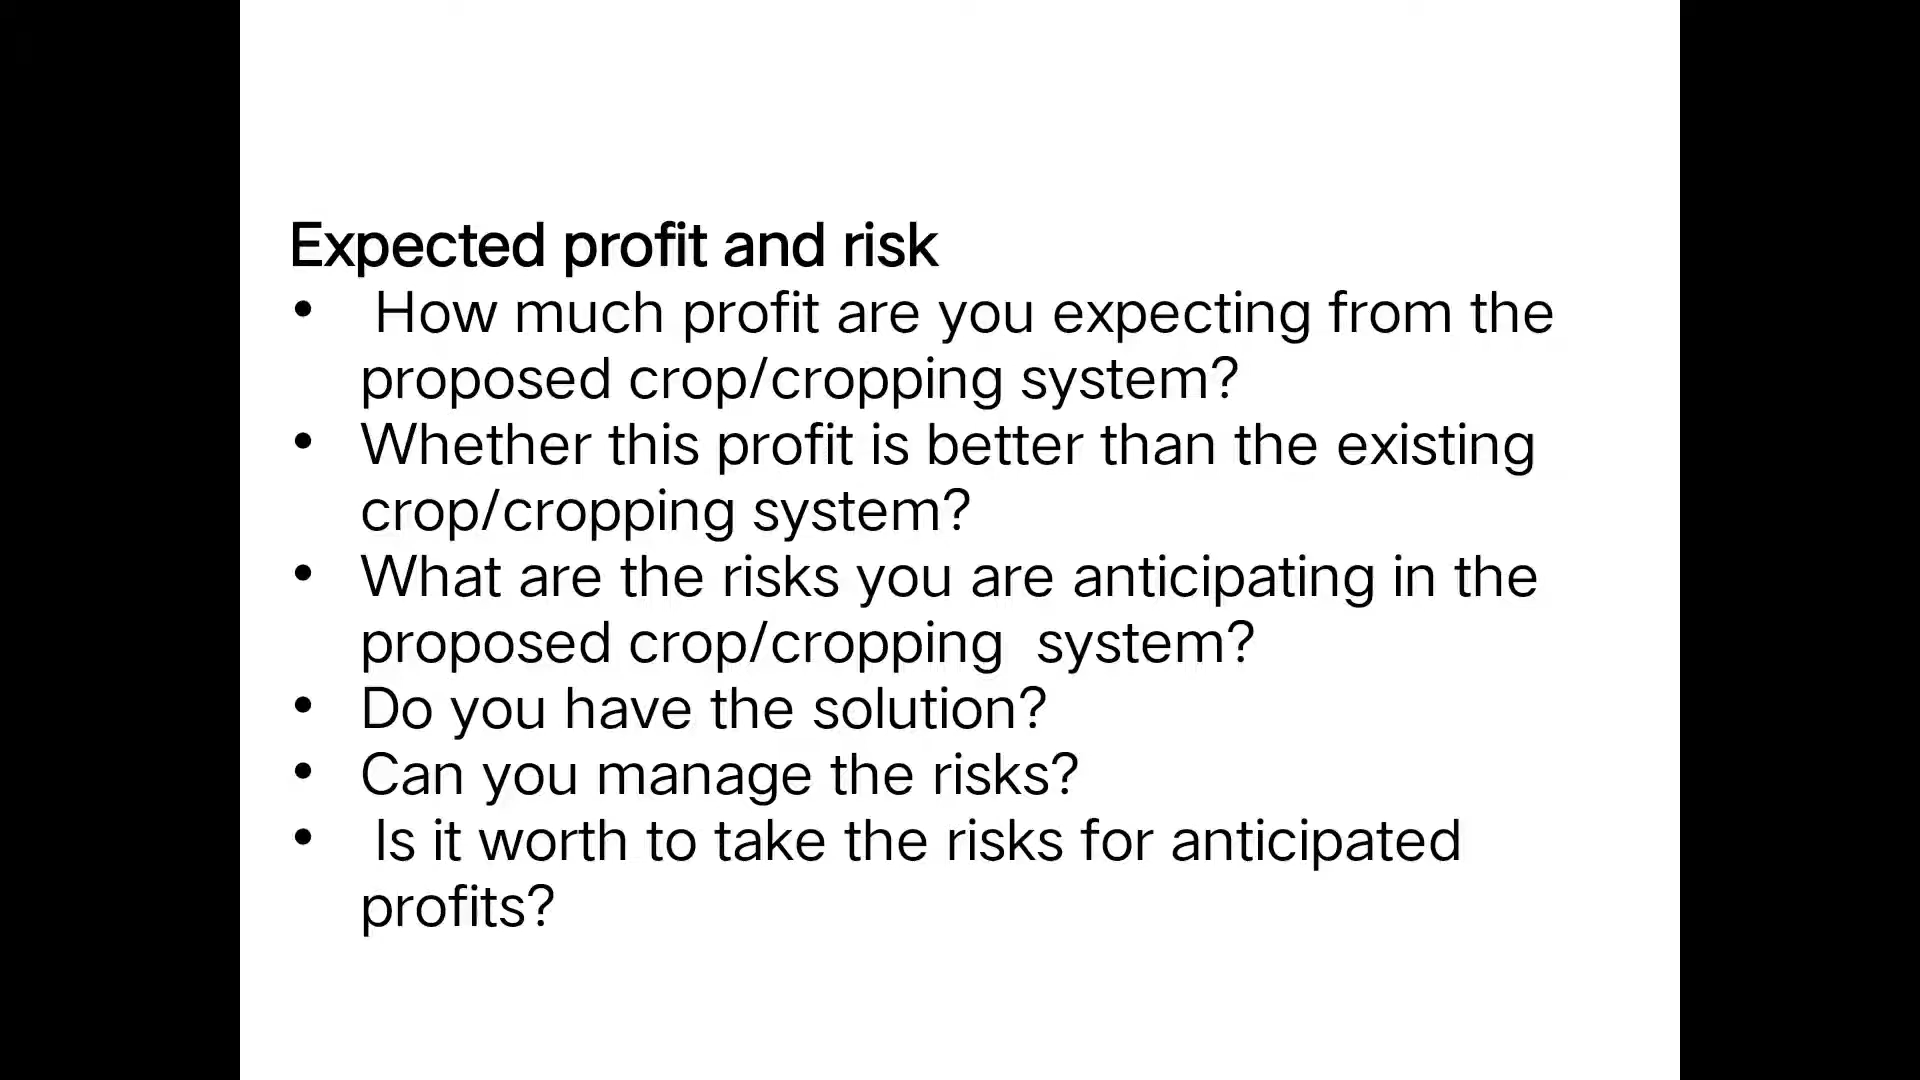 Expected profit and risk
• How much profit are you expecting from the
proposed crop/cropping system?
• Whether this profit is better than the existing
crop/cropping system?
• What are the risks you are anticipating in the
proposed crop/cropping  system?
• Do you have the solution?
• Can you manage the risks?
• Is it worth to take the risks for anticipated
profits?